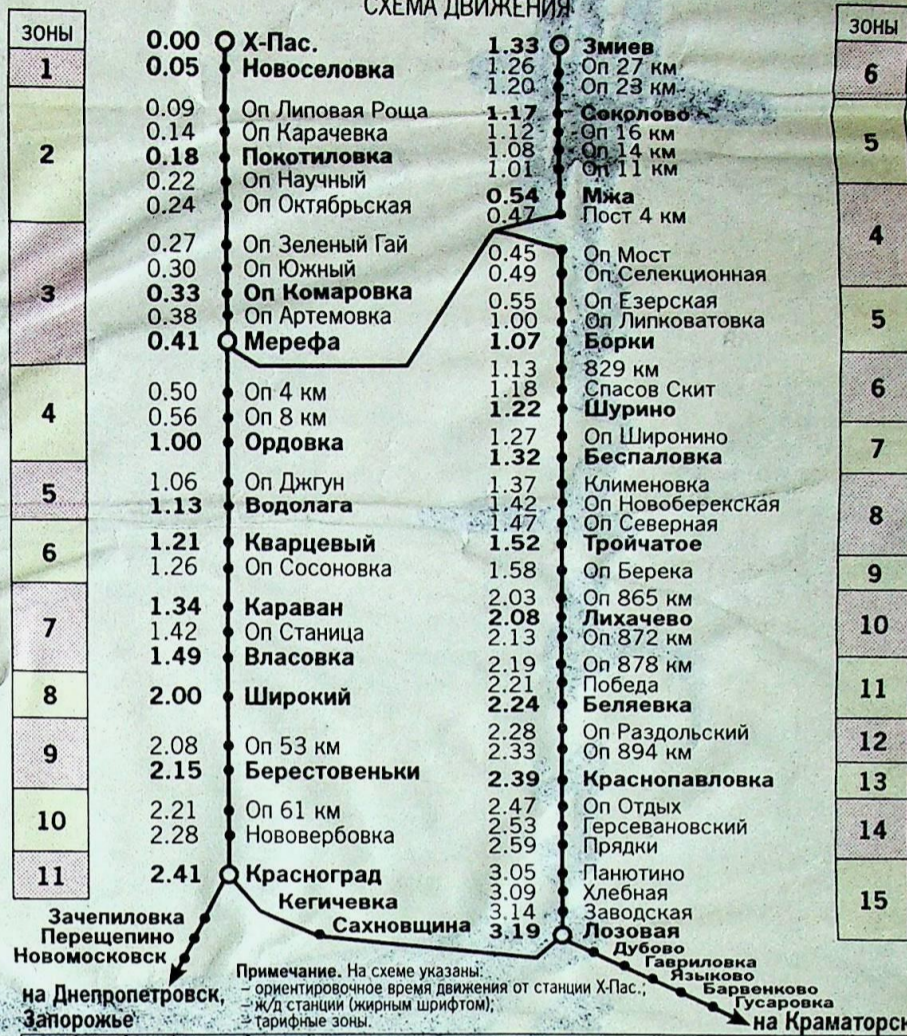 СХЕМА ДВИЖЕНИЯ
ЗОНЫ
1
2
3
4
5
6
7
8
9
10
11
0.00 Х-Пас.
0.05 Новоселовка
0.09 Оп Липовая Роща
0.14 Оп Карачевка
0.18 Покотиловка
0.22 Оп Научный
0.24 Оп Октябрьская
0.27 Оп Зеленый Гай
0.30 Оп Южный
0.33 Оп Комаровка
0.38 Оп Артемовка
0.41 Мерефа
0.50 Оп 4 км
0.56 Оп 8 км
1.00 Ордовка
1.06 Оп Джгун
1.13 Водолага
1.21 Кварцевый
1.26 Оп Сосоновка
1.34 Караван
1.42 Оп Станица
1.49 Власовка
2.00 Широкий
2.08 Оп 53 км
2.15 Берестовеньки
2.21 Оп 61 км
2.28 Нововербовка
2.41 Красноград
Зачепиловка
Перещепино
Новомосковск
на Днепропетровск,
Запорожье
Кегичевка
Сахновщина
1.33 Змиев
1.26 Оп 27 км
1.20 Оп 23 км
1.17 Соколово
1.12 Оп 16 км
1.08 Оп 14 км
1.01 Оп 11 км
0.54 Мжа
0.47 Пост 4 км
0.45 Оп Мост
0.49 Оп Селекционная
0.55 Оп Езерская
1.00 Оп Липковатовка
1.07 Борки
1.13 829 км
1.18 Спасов Скит
1.22 Шурино
1.27 Оп Широнино
1.32 Беспаловка
1.37 Клименовка
1.42 Оп Новоберекская
1.47 Оп Северная
1.52 Тройчатое
1.58 Оп Берека
2.03 Оп 865 км
2.08 Лихачево
2.13 Оп 872 км
2.19 Оп 878 км
2.21 Победа
2.24 Беляевка
2.28 Оп Раздольский
2.33 Оп 894 км
2.39 Краснопавловка
2.47 Оп Отдых
2.53 Герсевановский
2.59 Прядки
3.05 Панютино
3.09 Хлебная
3.14 Заводская
3.19 Лозовая
Дубово
Гавриловка
Языково
Барвенково
Гусаровка
на Краматорск
ЗОНЫ
6
5
4
5
6
7
8
9
10
11
12
13
14
15
Примечание. На схеме указаны:
– ориентировочное время движения от станции Х-Пас.;
– ж/д станции (жирным шрифтом);
– тарифные зоны.